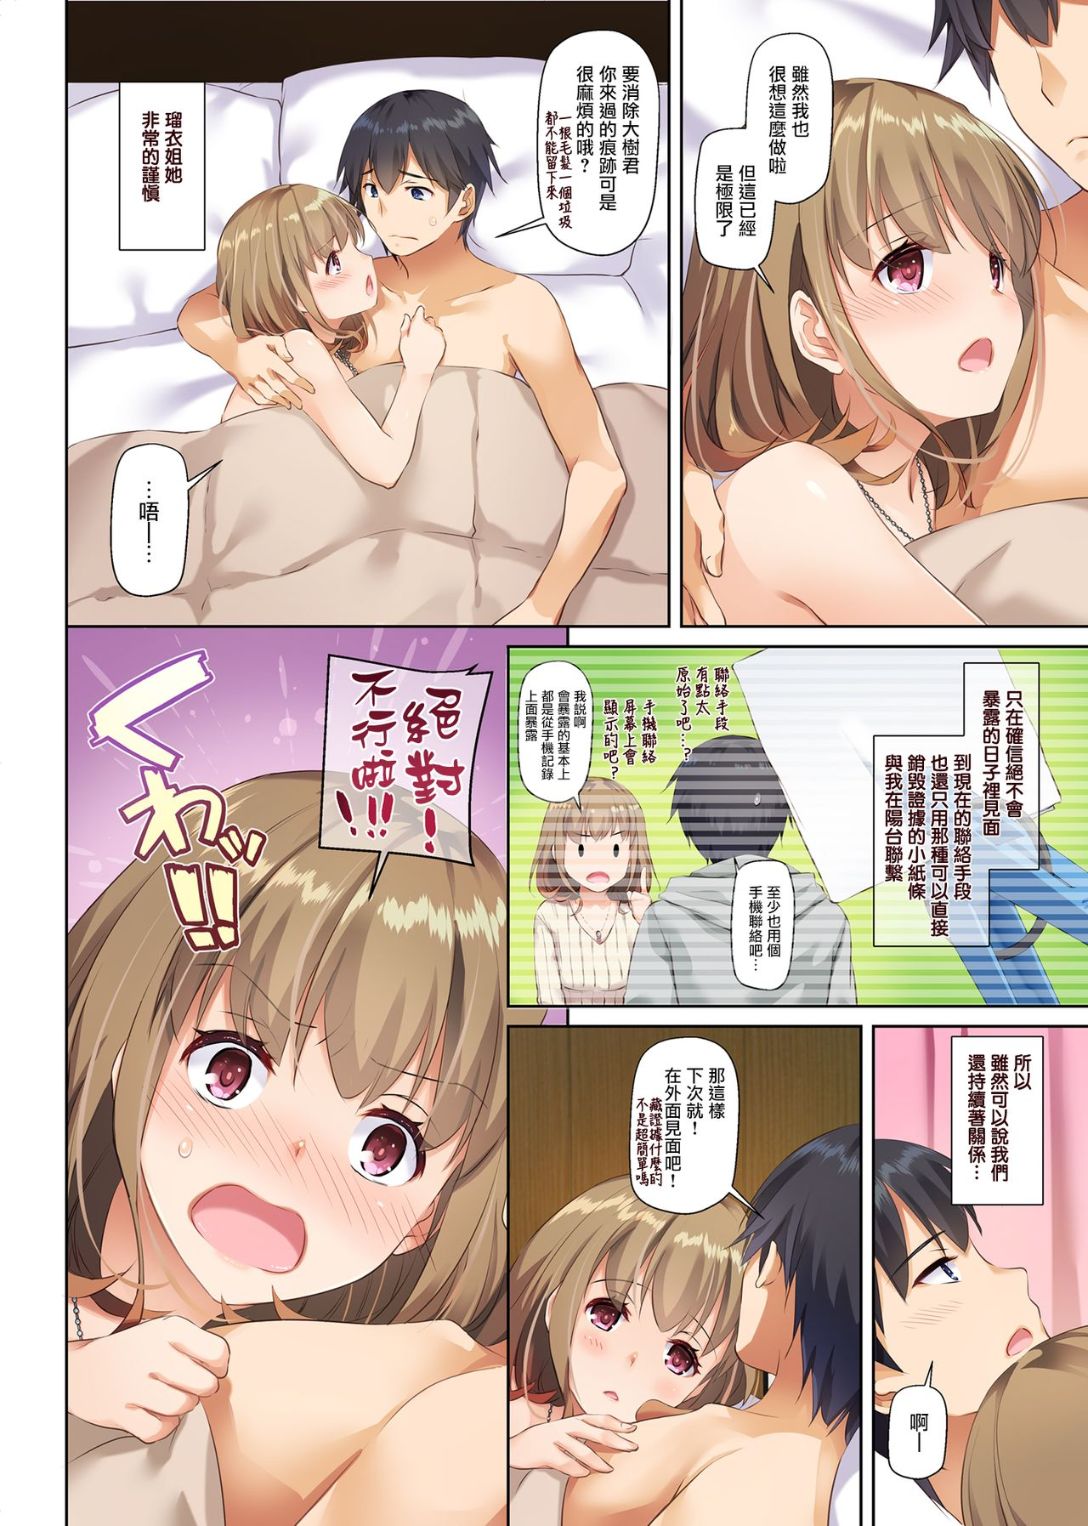 雖然我也
很想這麼做啦
但這已經
是極限了
要消除大樹君
你來過的痕跡可是
很麻煩的哦？
一根毛髮一個垃圾
都不能留下來
瑠衣姐她
非常的謹慎
…唔ー…
只在確信絕不會
暴露的日子裡見面
到現在的聯絡手段
也還只用那種可以直接
銷毀證據的小紙條
與我在陽台聯繫
聯絡手段
有點太
原始了吧…？
至少也用個
手機聯絡吧…
手機聯絡
屏幕上會
顯示的吧？
我説啊
會暴露的基本上
都是從手機記錄
上面暴露
所以
雖然可以說我們
還持續著關係…
啊ー
那這樣
下次就！
在外面見面吧！
藏證據什麼的
不是超簡單嗎
絕對！
不行啦！！！
くわッ！！